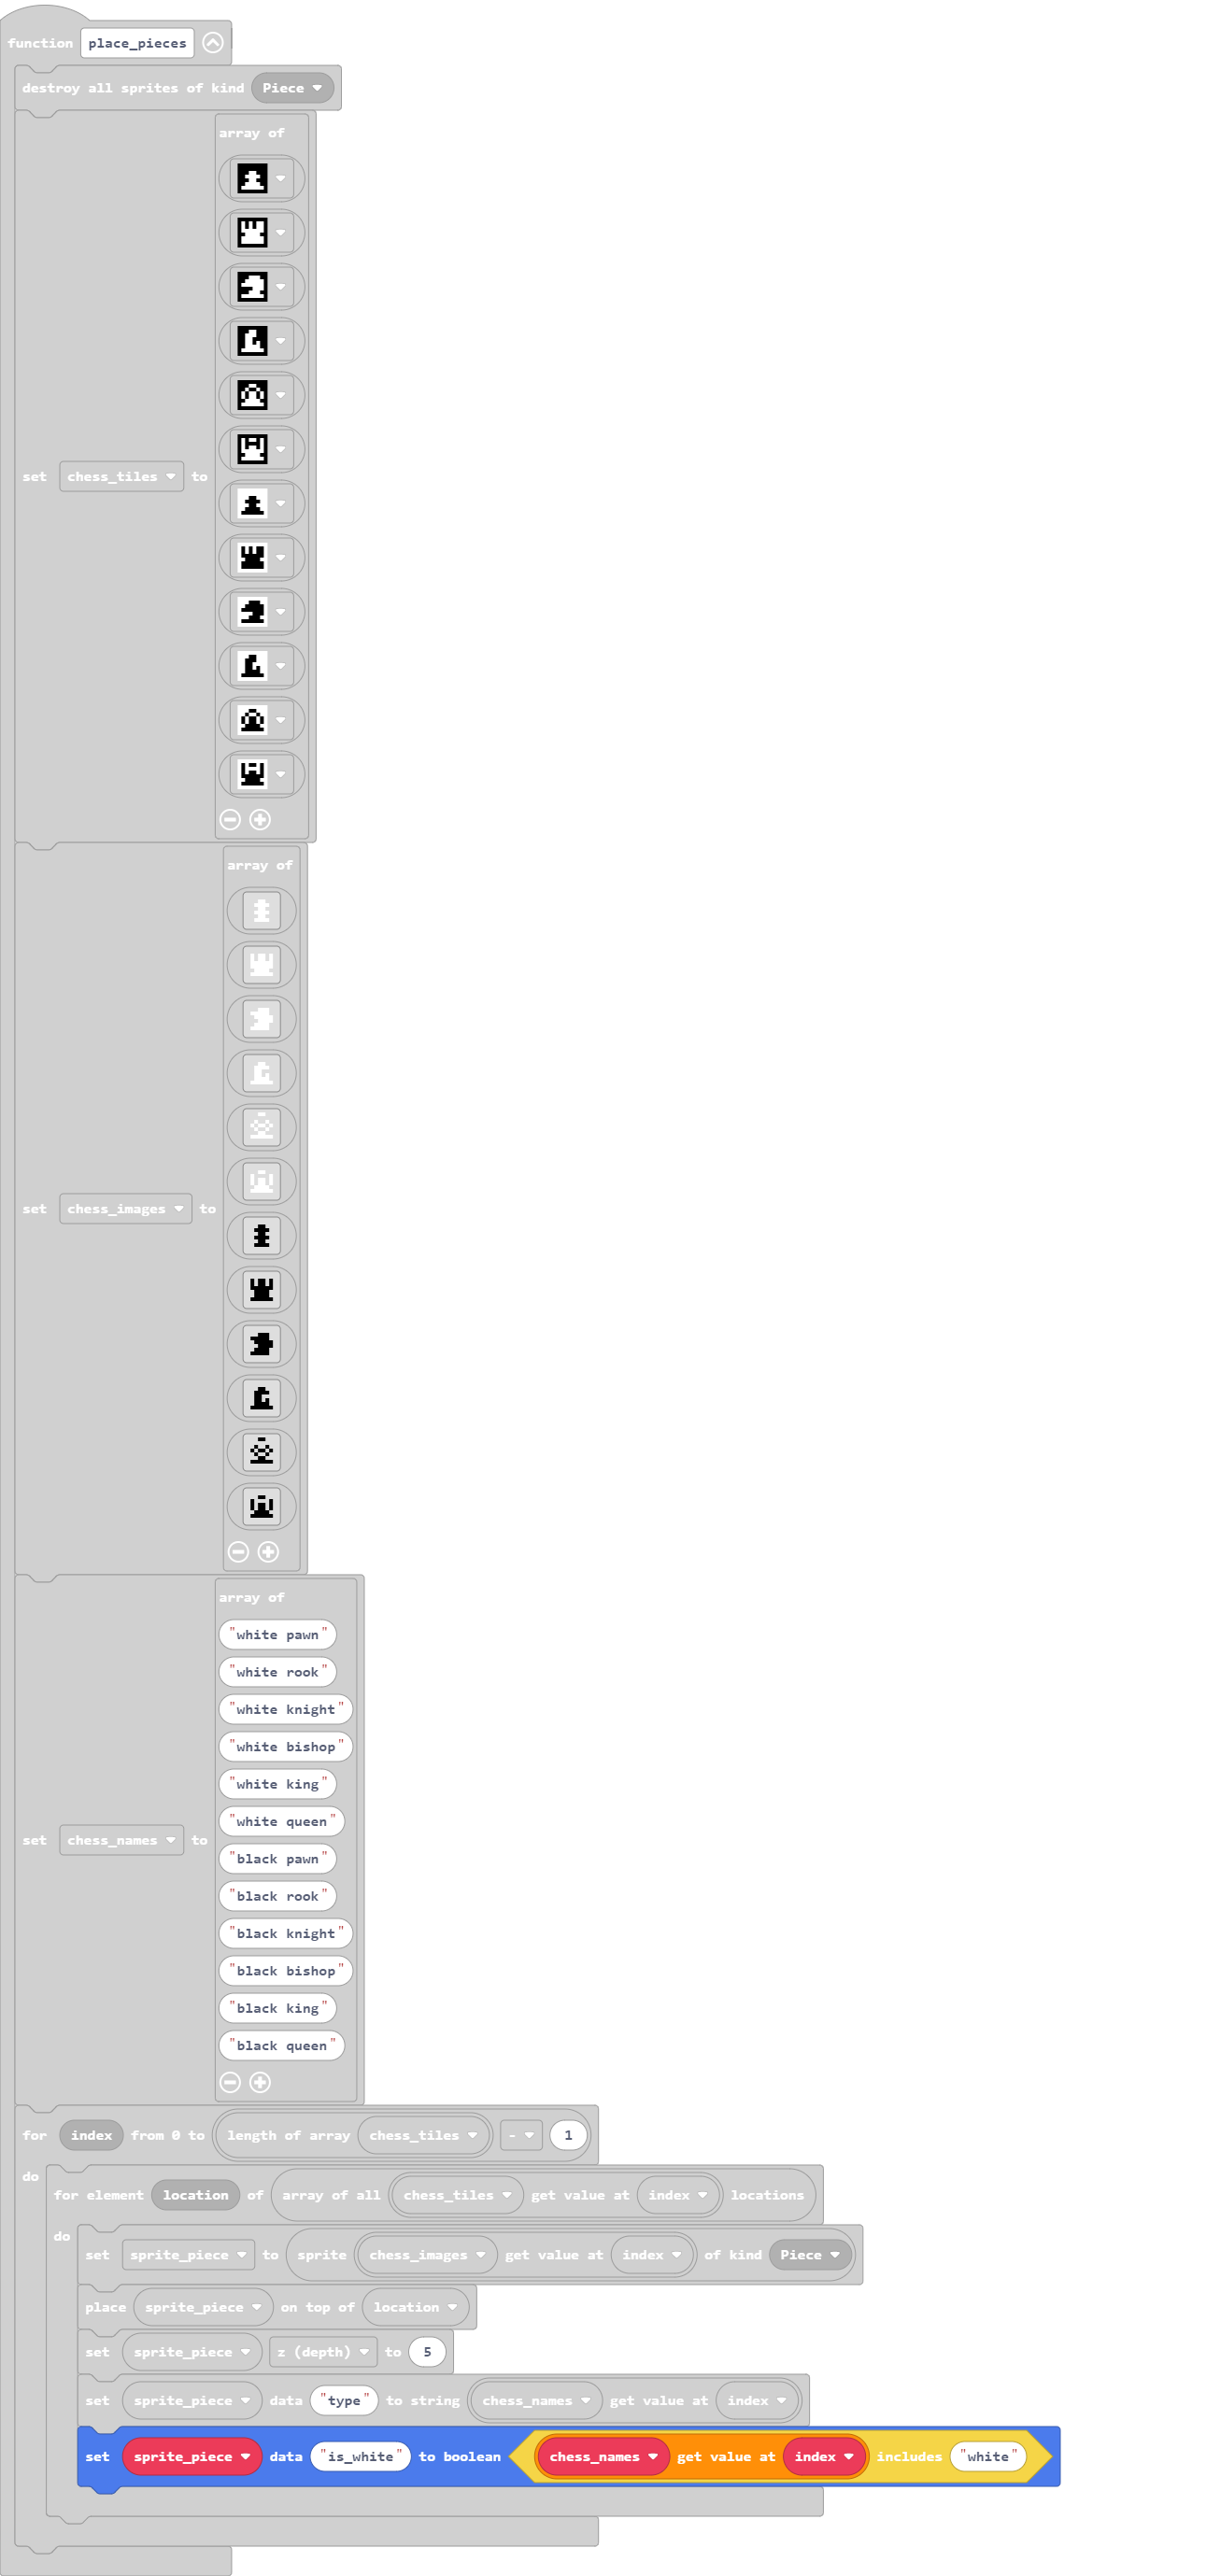 function place_pieces
destroy all sprites of kind Piece
array of
set chess_tiles to
array of
set chess_images to
array of
"white pawn"
"white rook"
"white knight"
"white bishop"
"white king"
"white queen"
set chess_names to
"black pawn"
"black rook"
"black knight"
"black bishop"
"black king"
"black queen"
for index from 0 to length of array chess_tiles - 1
do
for element location of array of all chess_tiles get value at index locations
do
set sprite_piece to sprite chess_images get value at index of kind Piece
place sprite_piece on top of location
set sprite_piece z (depth) to 5
set sprite_piece data "type" to string chess_names get value at index
set sprite_piece data "is_white" to boolean chess_names get value at index includes "white"